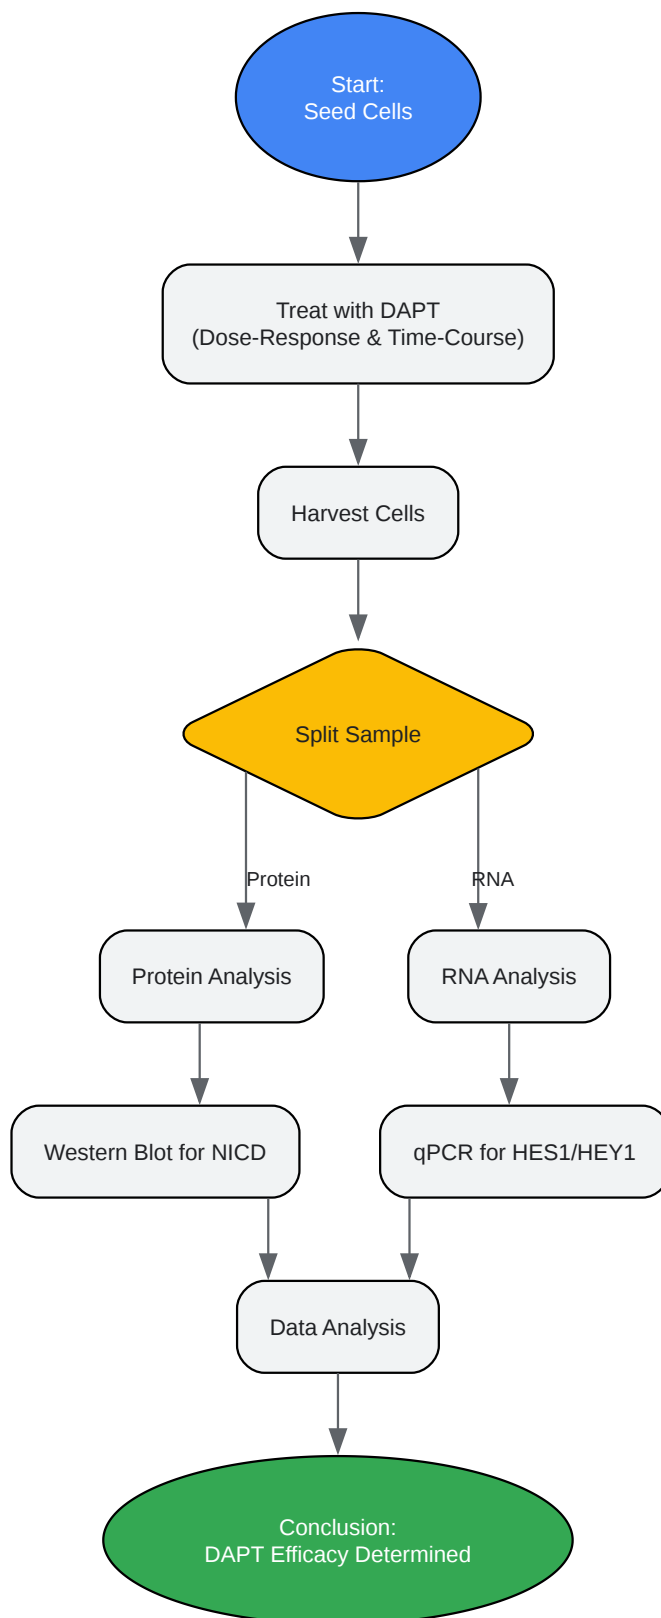 Start:
Seed Cells
Treat with DAPT
(Dose-Response & Time-Course)
Harvest Cells
Split Sample
Protein
RNA
Protein Analysis
RNA Analysis
Western Blot for NICD
qPCR for HES1/HEY1
Data Analysis
Conclusion:
DAPT Efficacy Determined